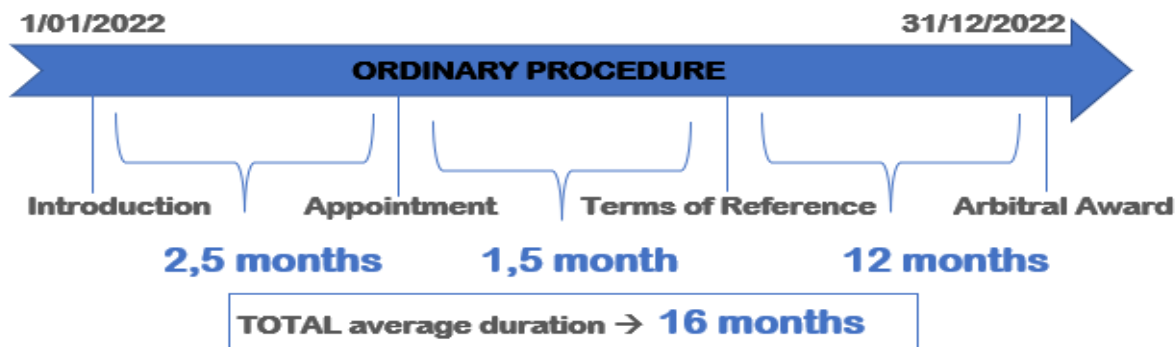 1/01/2022 31/12/2022
ORDINARY PROCEDURE
Introduction Appointment Terms of Reference Arbitral Award
2,5 months 1,5 month 12 months
TOTAL average duration → 16 months